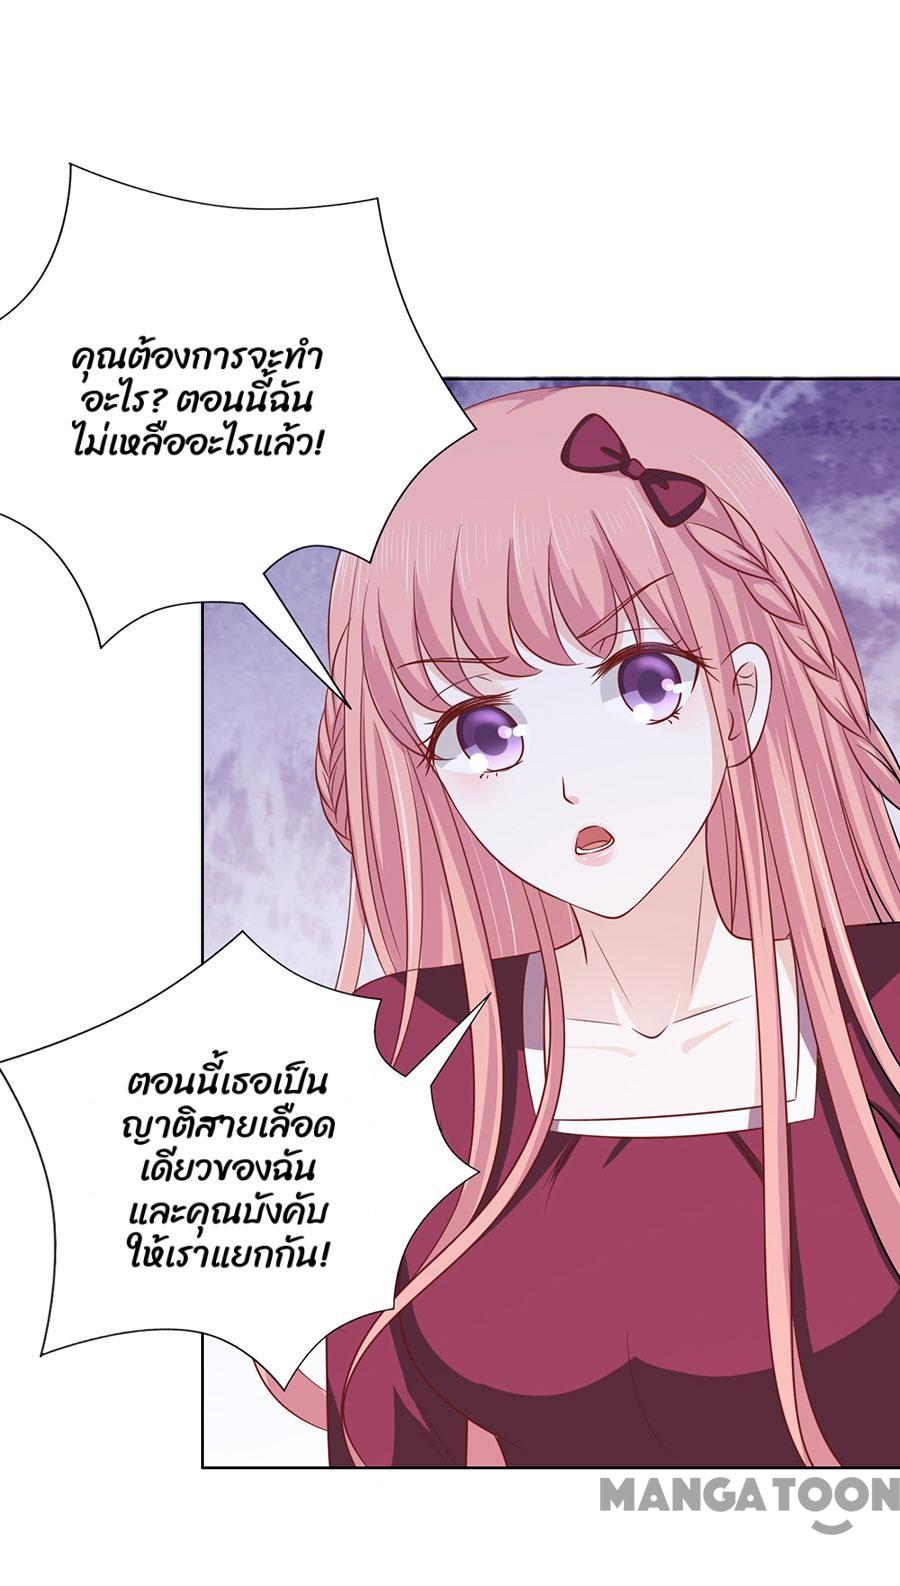 คุณต้องการจะทำ
อะไร? ตอนนี้ฉัน
ไม่เหลืออะไรแล้ว!
ตอนนี้เธอเป็น
ญาติสายเลือด
เดียวของฉัน
และคุณบังคับ
ให้เราแยกกัน!
MANGATOON